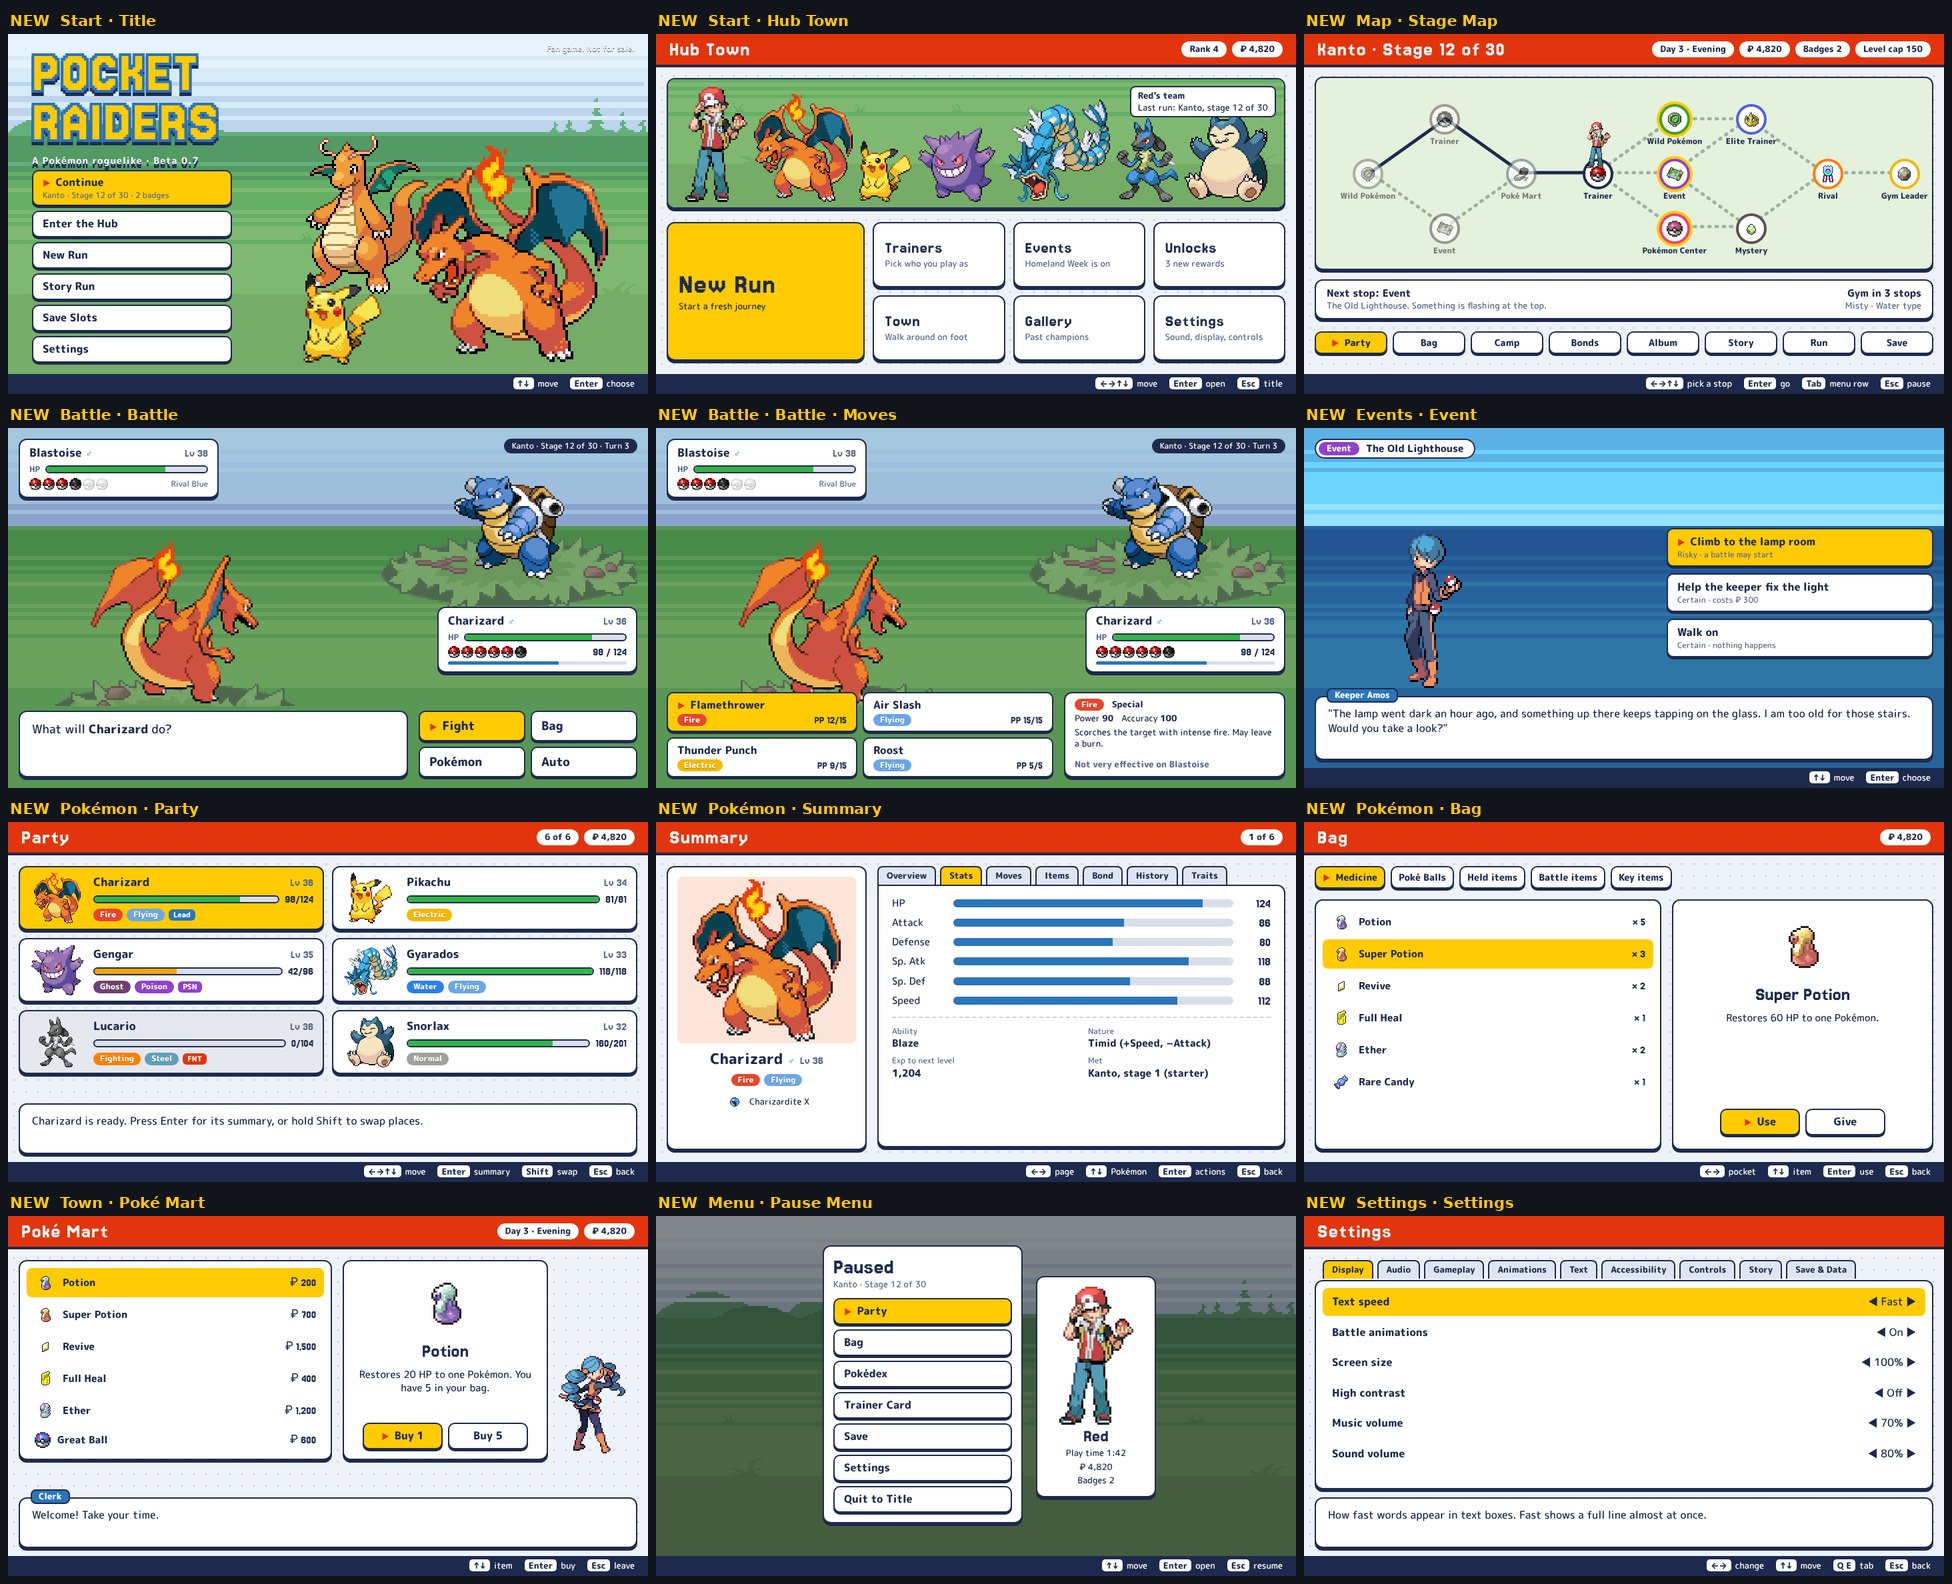 NEW Start · Title
POCKET
RAIDERS
A Pokémon roguelike · Beta 0.7
Fan game. Not for sale.
▶ Continue
Kanto · Stage 12 of 30 · 2 badges
Enter the Hub
New Run
Story Run
Save Slots
Settings
↑↓ move Enter choose
NEW Start · Hub Town
Hub Town
Rank 4
₽ 4,820
Red's team
Last run: Kanto, stage 12 of 30
New Run
Start a fresh journey
Trainers
Pick who you play as
Events
Homeland Week is on
Unlocks
3 new rewards
Town
Walk around on foot
Gallery
Past champions
Settings
Sound, display, controls
←→↑↓ move Enter open Esc title
NEW Map · Stage Map
Kanto · Stage 12 of 30
Day 3 · Evening
₽ 4,820
Badges 2
Level cap 150
Trainer
Wild Pokémon
Elite Trainer
Wild Pokémon
Poké Mart
Trainer
Event
Rival
Gym Leader
Event
Pokémon Center
Mystery
Next stop: Event
The Old Lighthouse. Something is flashing at the top.
Gym in 3 stops
Misty · Water type
▶ Party
Bag
Camp
Bonds
Album
Story
Run
Save
←→↑↓ pick a stop Enter go Tab menu row Esc pause
NEW Battle · Battle
Blastoise ♂ Lv 38
HP
Rival Blue
Kanto · Stage 12 of 30 · Turn 3
Charizard ♂ Lv 36
HP
98 / 124
What will Charizard do?
▶ Fight
Bag
Pokémon
Auto
NEW Battle · Battle · Moves
Blastoise ♂ Lv 38
HP
Rival Blue
Kanto · Stage 12 of 30 · Turn 3
Charizard ♂ Lv 36
HP
98 / 124
▶ Flamethrower
Fire PP 12/15
Air Slash
Flying PP 15/15
Thunder Punch
Electric PP 9/15
Roost
Flying PP 5/5
Fire Special
Power 90 Accuracy 100
Scorches the target with intense fire. May leave
a burn.
Not very effective on Blastoise
NEW Events · Event
Event The Old Lighthouse
▶ Climb to the lamp room
Risky · a battle may start
Help the keeper fix the light
Certain · costs ₽ 300
Walk on
Certain · nothing happens
Keeper Amos
"The lamp went dark an hour ago, and something up there keeps tapping on the glass. I am too old for those stairs.
Would you take a look?"
↑↓ move Enter choose
NEW Pokémon · Party
Party
6 of 6
₽ 4,820
Charizard Lv 36
98/124
Fire Flying Lead
Pikachu Lv 34
81/81
Electric
Gengar Lv 35
42/96
Ghost Poison PSN
Gyarados Lv 33
118/118
Water Flying
Lucario Lv 36
0/104
Fighting Steel FNT
Snorlax Lv 32
160/201
Normal
Charizard is ready. Press Enter for its summary, or hold Shift to swap places.
←→↑↓ move Enter summary Shift swap Esc back
NEW Pokémon · Summary
Summary
1 of 6
Charizard ♂ Lv 36
Fire Flying
Charizardite X
Overview Stats Moves Items Bond History Traits
HP 124
Attack 86
Defense 80
Sp. Atk 118
Sp. Def 88
Speed 112
Ability
Blaze
Nature
Timid (+Speed, −Attack)
Exp to next level
1,204
Met
Kanto, stage 1 (starter)
←→ page ↑↓ Pokémon Enter actions Esc back
NEW Pokémon · Bag
Bag
₽ 4,820
▶ Medicine
Poké Balls
Held items
Battle items
Key items
Potion × 5
Super Potion × 3
Revive × 2
Full Heal × 1
Ether × 2
Rare Candy × 1
Super Potion
Restores 60 HP to one Pokémon.
▶ Use
Give
←→ pocket ↑↓ item Enter use Esc back
NEW Town · Poké Mart
Poké Mart
Day 3 · Evening
₽ 4,820
Potion ₽ 200
Super Potion ₽ 700
Revive ₽ 1,500
Full Heal ₽ 400
Ether ₽ 1,200
Great Ball ₽ 600
Potion
Restores 20 HP to one Pokémon. You
have 5 in your bag.
▶ Buy 1
Buy 5
Clerk
Welcome! Take your time.
↑↓ item Enter buy Esc leave
NEW Menu · Pause Menu
Paused
Kanto · Stage 12 of 30
▶ Party
Bag
Pokédex
Trainer Card
Save
Settings
Quit to Title
Red
Play time 1:42
₽ 4,820
Badges 2
↑↓ move Enter open Esc resume
NEW Settings · Settings
Settings
Display Audio Gameplay Animations Text Accessibility Controls Story Save & Data
Text speed ◀ Fast ▶
Battle animations ◀ On ▶
Screen size ◀ 100% ▶
High contrast ◀ Off ▶
Music volume ◀ 70% ▶
Sound volume ◀ 80% ▶
How fast words appear in text boxes. Fast shows a full line almost at once.
←→ change ↑↓ move Q E tab Esc back